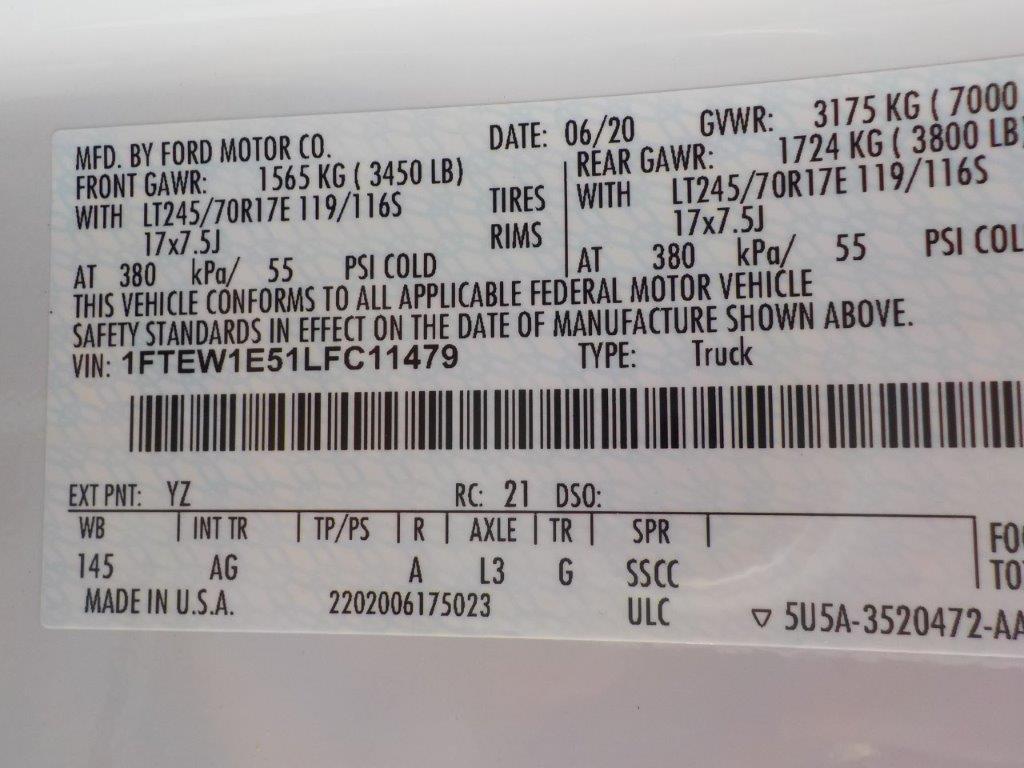 MFD. BY FORD MOTOR CO. DATE: 06/20 GVWR: 3175 KG ( 7000
FRONT GAWR: 1565 KG ( 3450 LB) REAR GAWR: 1724 KG ( 3800 LB)
WITH LT245/70R17E 119/116S TIRES WITH LT245/70R17E 119/116S
17x7.5J RIMS 17x7.5J
AT 380 kPa/ 55 PSI COLD AT 380 kPa/ 55 PSI COL
THIS VEHICLE CONFORMS TO ALL APPLICABLE FEDERAL MOTOR VEHICLE
SAFETY STANDARDS IN EFFECT ON THE DATE OF MANUFACTURE SHOWN ABOVE.
VIN: 1FTEW1E51LFC11479 TYPE: Truck
EXT PNT: YZ RC: 21 DSO:
WB | INT TR | TP/PS | R | AXLE | TR | SPR |
145 AG A L3 G SSCC
MADE IN U.S.A. 2202006175023 ULC ▽ 5U5A-3520472-AA